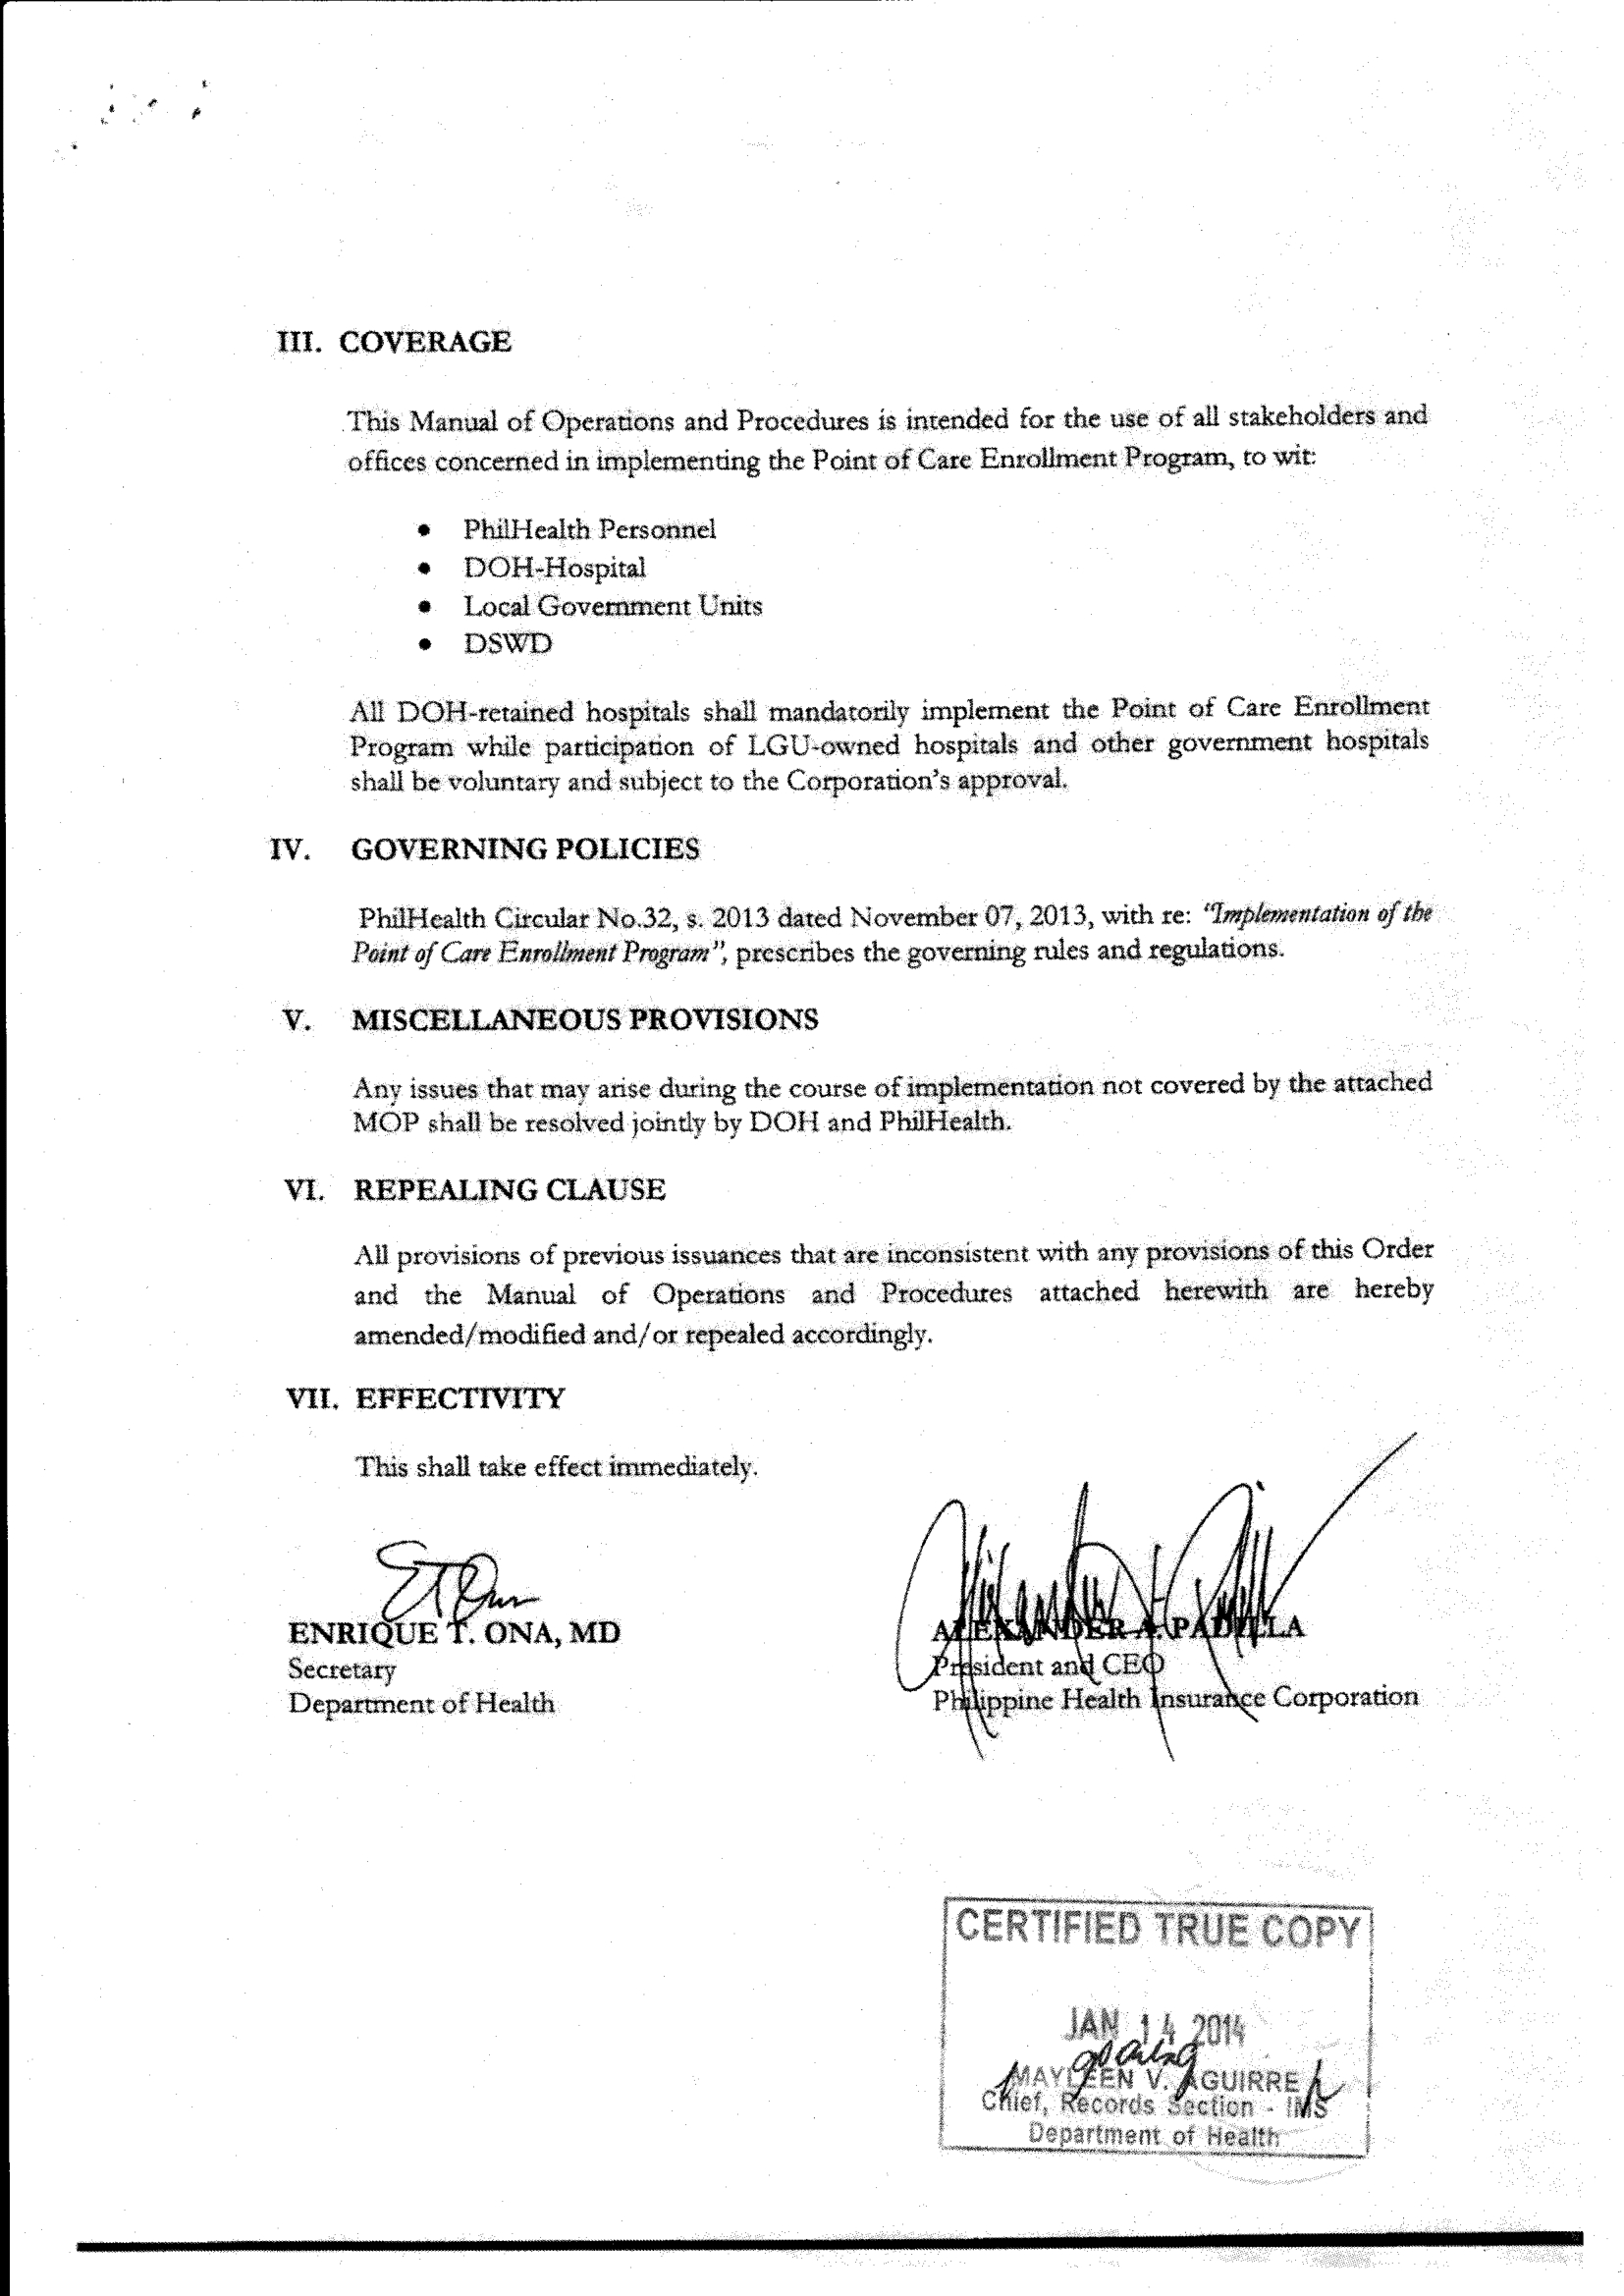 III. COVERAGE
This Manual of Operations and Procedures is intended for the use of all stakeholders and
offices concerned in implementing the Point of Care Enrollment Program, to wit:
• PhilHealth Personnel
• DOH-Hospital
• Local Government Units
• DSWD
All DOH-retained hospitals shall mandatorily implement the Point of Care Enrollment
Program while participation of LGU-owned hospitals and other government hospitals
shall be voluntary and subject to the Corporation's approval.
IV. GOVERNING POLICIES
PhilHealth Circular No.32, s. 2013 dated November 07, 2013, with re: "Implementation of the
Point of Care Enrollment Program", prescribes the governing rules and regulations.
V. MISCELLANEOUS PROVISIONS
Any issues that may arise during the course of implementation not covered by the attached
MOP shall be resolved jointly by DOH and PhilHealth.
VI. REPEALING CLAUSE
All provisions of previous issuances that are inconsistent with any provisions of this Order
and the Manual of Operations and Procedures attached herewith are hereby
amended/modified and/or repealed accordingly.
VII. EFFECTIVITY
This shall take effect immediately.
ENRIQUE T. ONA, MD
Secretary
Department of Health
ALEXANDER A. PADILLA
President and CEO
Philippine Health Insurance Corporation
CERTIFIED TRUE COPY
JAN 14 2014
MAYLEEN V. AGUIRRE
Chief, Records Section - IMS
Department of Health